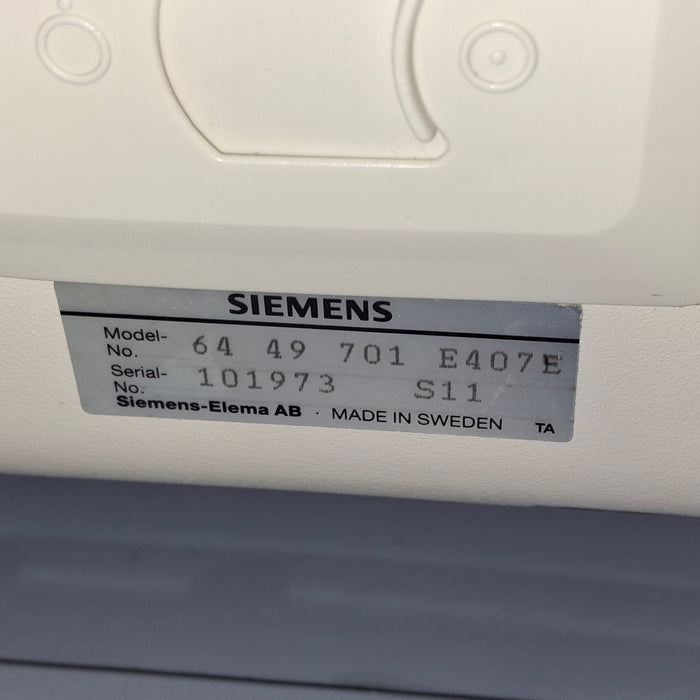 SIEMENS
Model-No. 64 49 701 E407E
Serial-No. 101973 S11
Siemens-Elema AB · MADE IN SWEDEN TA